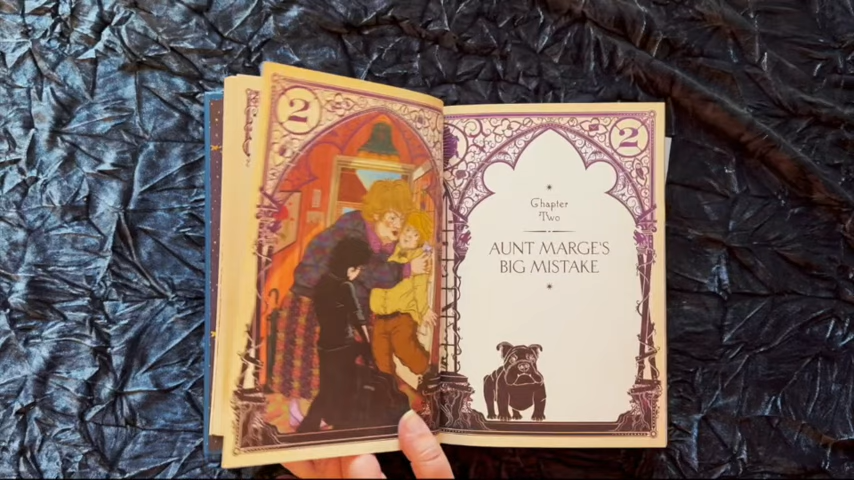 2
2
Chapter
Two
AUNT MARGE'S
BIG MISTAKE